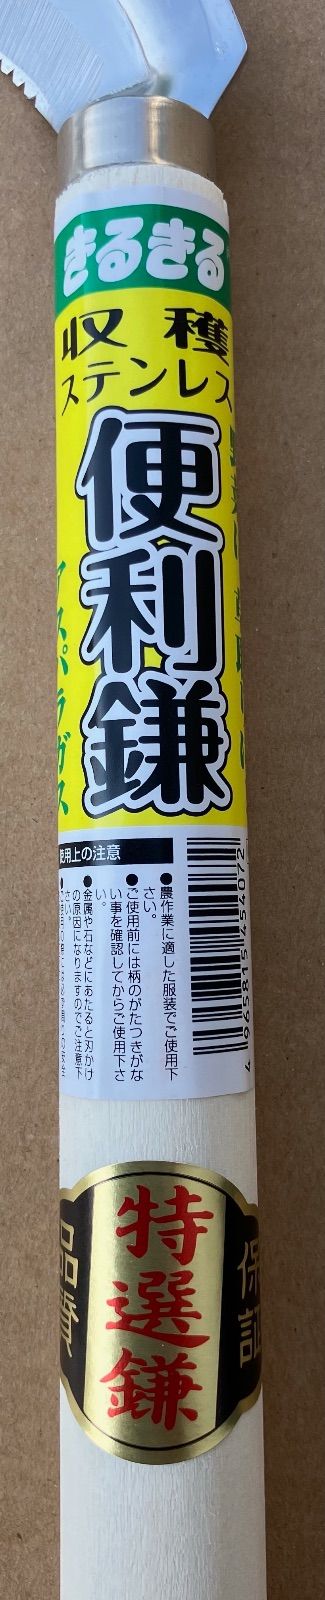 きるきる
収穫
ステンレス
便利鎌
アスパラガス
使用上の注意
●農作業に適した服装でご使用下
さい。
●ご使用前には柄のがたつきがな
い事を確認してからご使用下さ
い。
●金属や石などにあたると刃かけ
の原因になりますのでご注意下
さい。
4965815454072
特選鎌
品質
保証